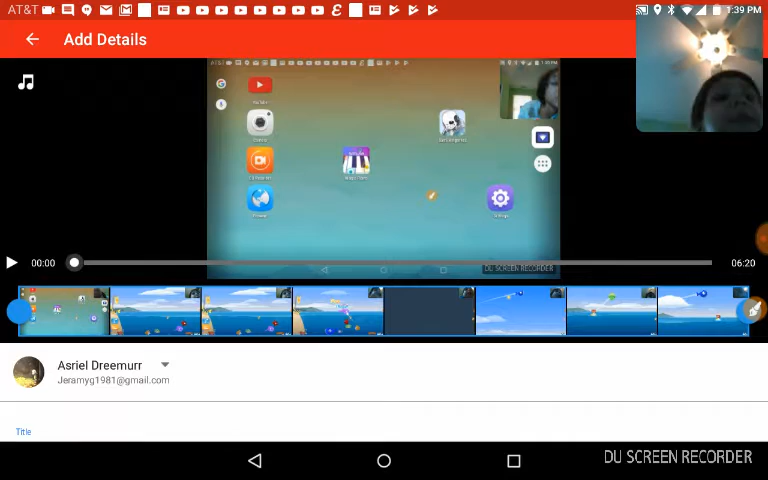 AT&T
1:39 PM
Add Details
DU SCREEN RECORDER
00:00
06:20
Asriel Dreemurr
Jeramyg1981@gmail.com
Title
DU SCREEN RECORDER